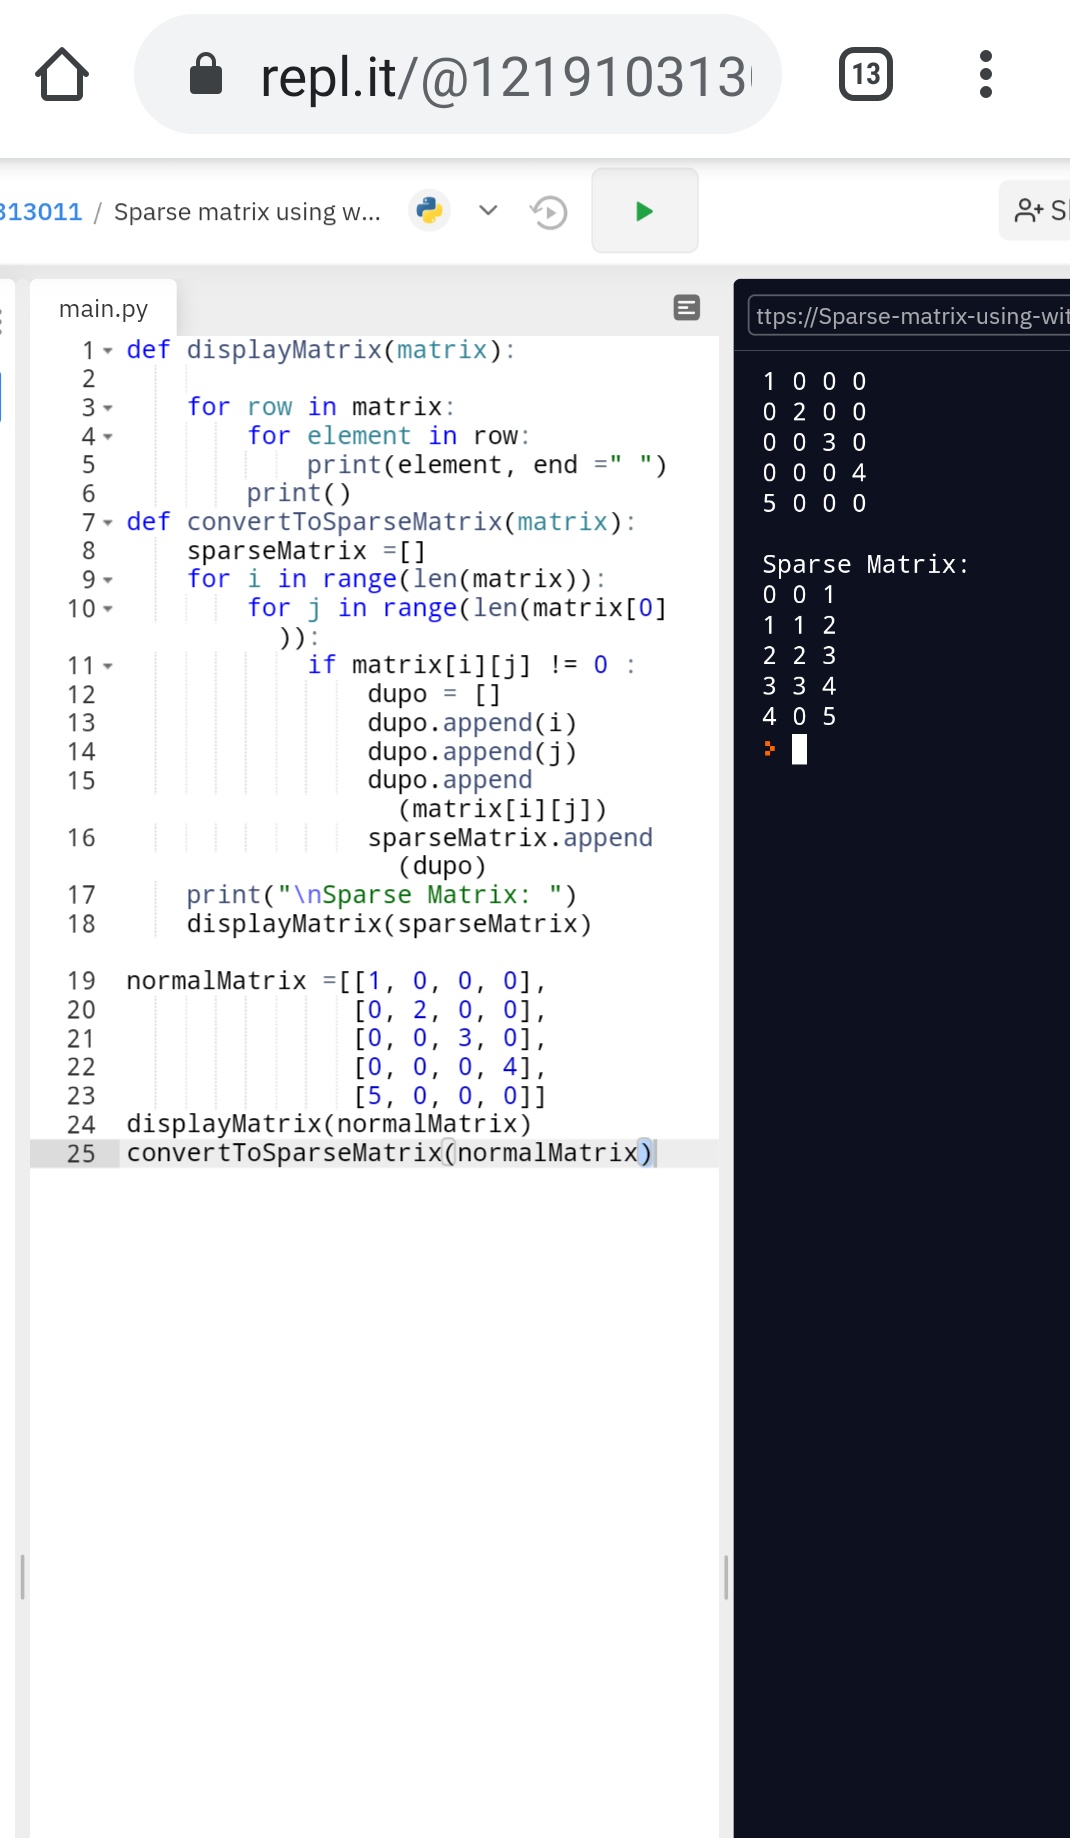 repl.it/@121910313
13
313011 / Sparse matrix using w...
main.py
1 def displayMatrix(matrix):
2
3 for row in matrix:
4 for element in row:
5 print(element, end =" ")
6 print()
7 def convertToSparseMatrix(matrix):
8 sparseMatrix =[]
9 for i in range(len(matrix)):
10 for j in range(len(matrix[0]
)):
11 if matrix[i][j] != 0 :
12 dupo = []
13 dupo.append(i)
14 dupo.append(j)
15 dupo.append
(matrix[i][j])
16 sparseMatrix.append
(dupo)
17 print("\nSparse Matrix: ")
18 displayMatrix(sparseMatrix)
19 normalMatrix =[[1, 0, 0, 0],
20 [0, 2, 0, 0],
21 [0, 0, 3, 0],
22 [0, 0, 0, 4],
23 [5, 0, 0, 0]]
24 displayMatrix(normalMatrix)
25 convertToSparseMatrix(normalMatrix)
ttps://Sparse-matrix-using-wit
1 0 0 0
0 2 0 0
0 0 3 0
0 0 0 4
5 0 0 0
Sparse Matrix:
0 0 1
1 1 2
2 2 3
3 3 4
4 0 5